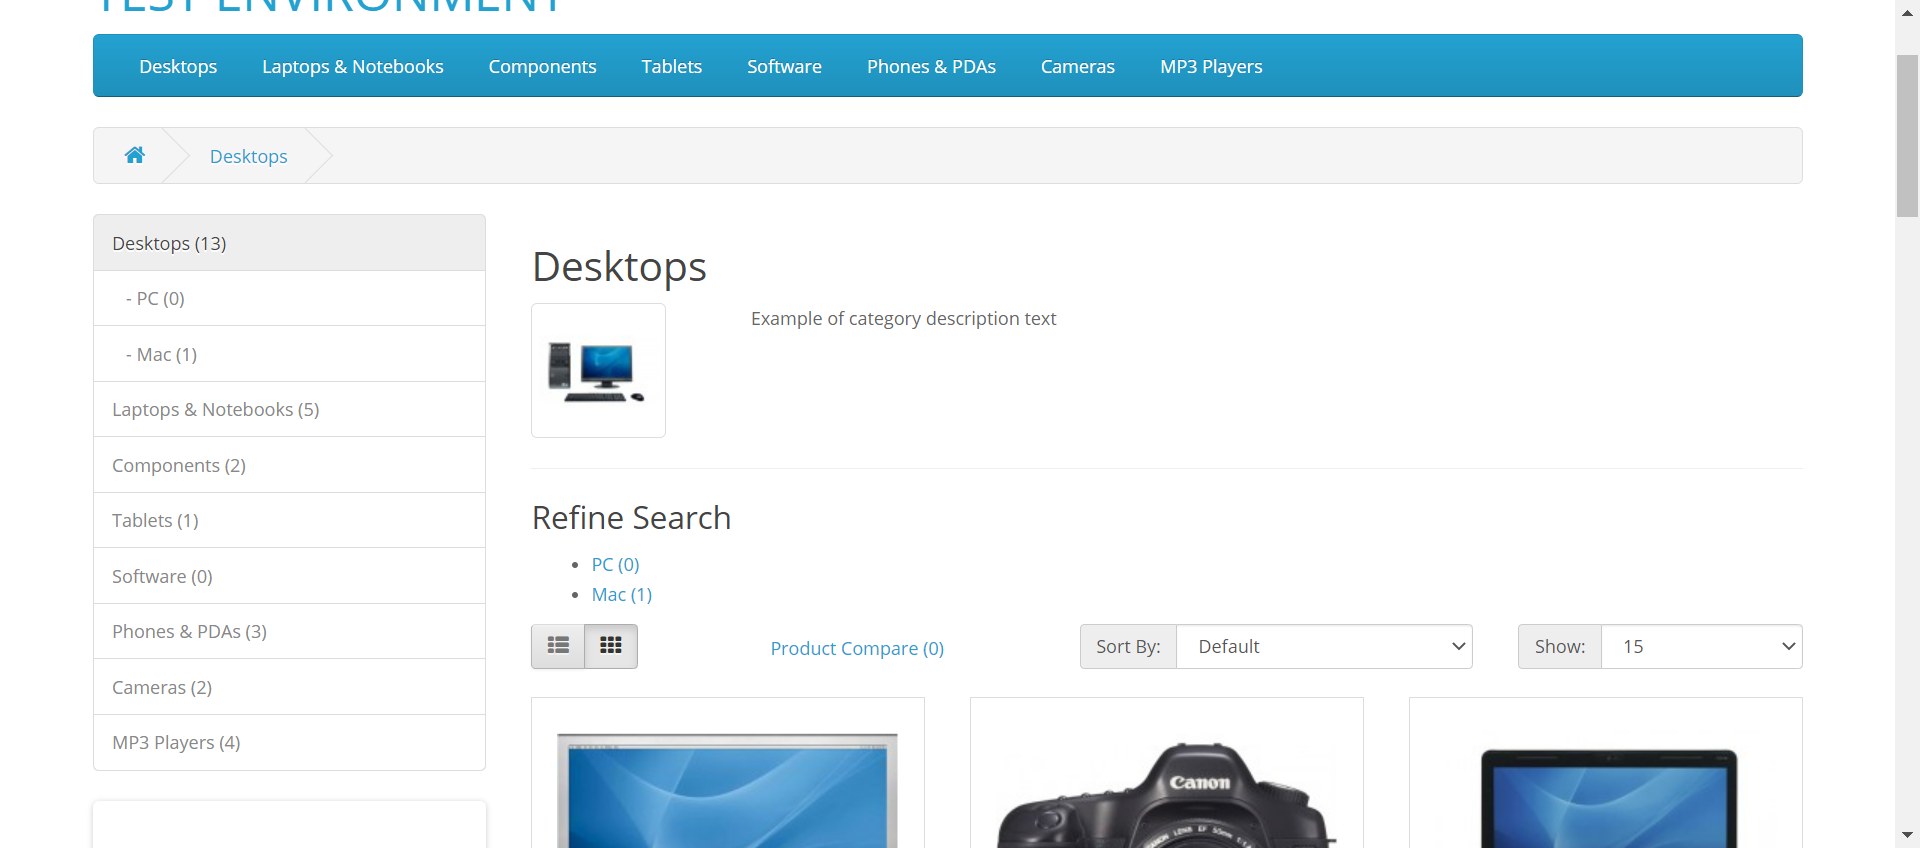 TEST ENVIRONMENT
Desktops Laptops & Notebooks Components Tablets Software Phones & PDAs Cameras MP3 Players
Desktops
Desktops (13)
- PC (0)
- Mac (1)
Laptops & Notebooks (5)
Components (2)
Tablets (1)
Software (0)
Phones & PDAs (3)
Cameras (2)
MP3 Players (4)
Desktops
Example of category description text
Refine Search
PC (0)
Mac (1)
Product Compare (0)
Sort By: Default
Show: 15
Canon